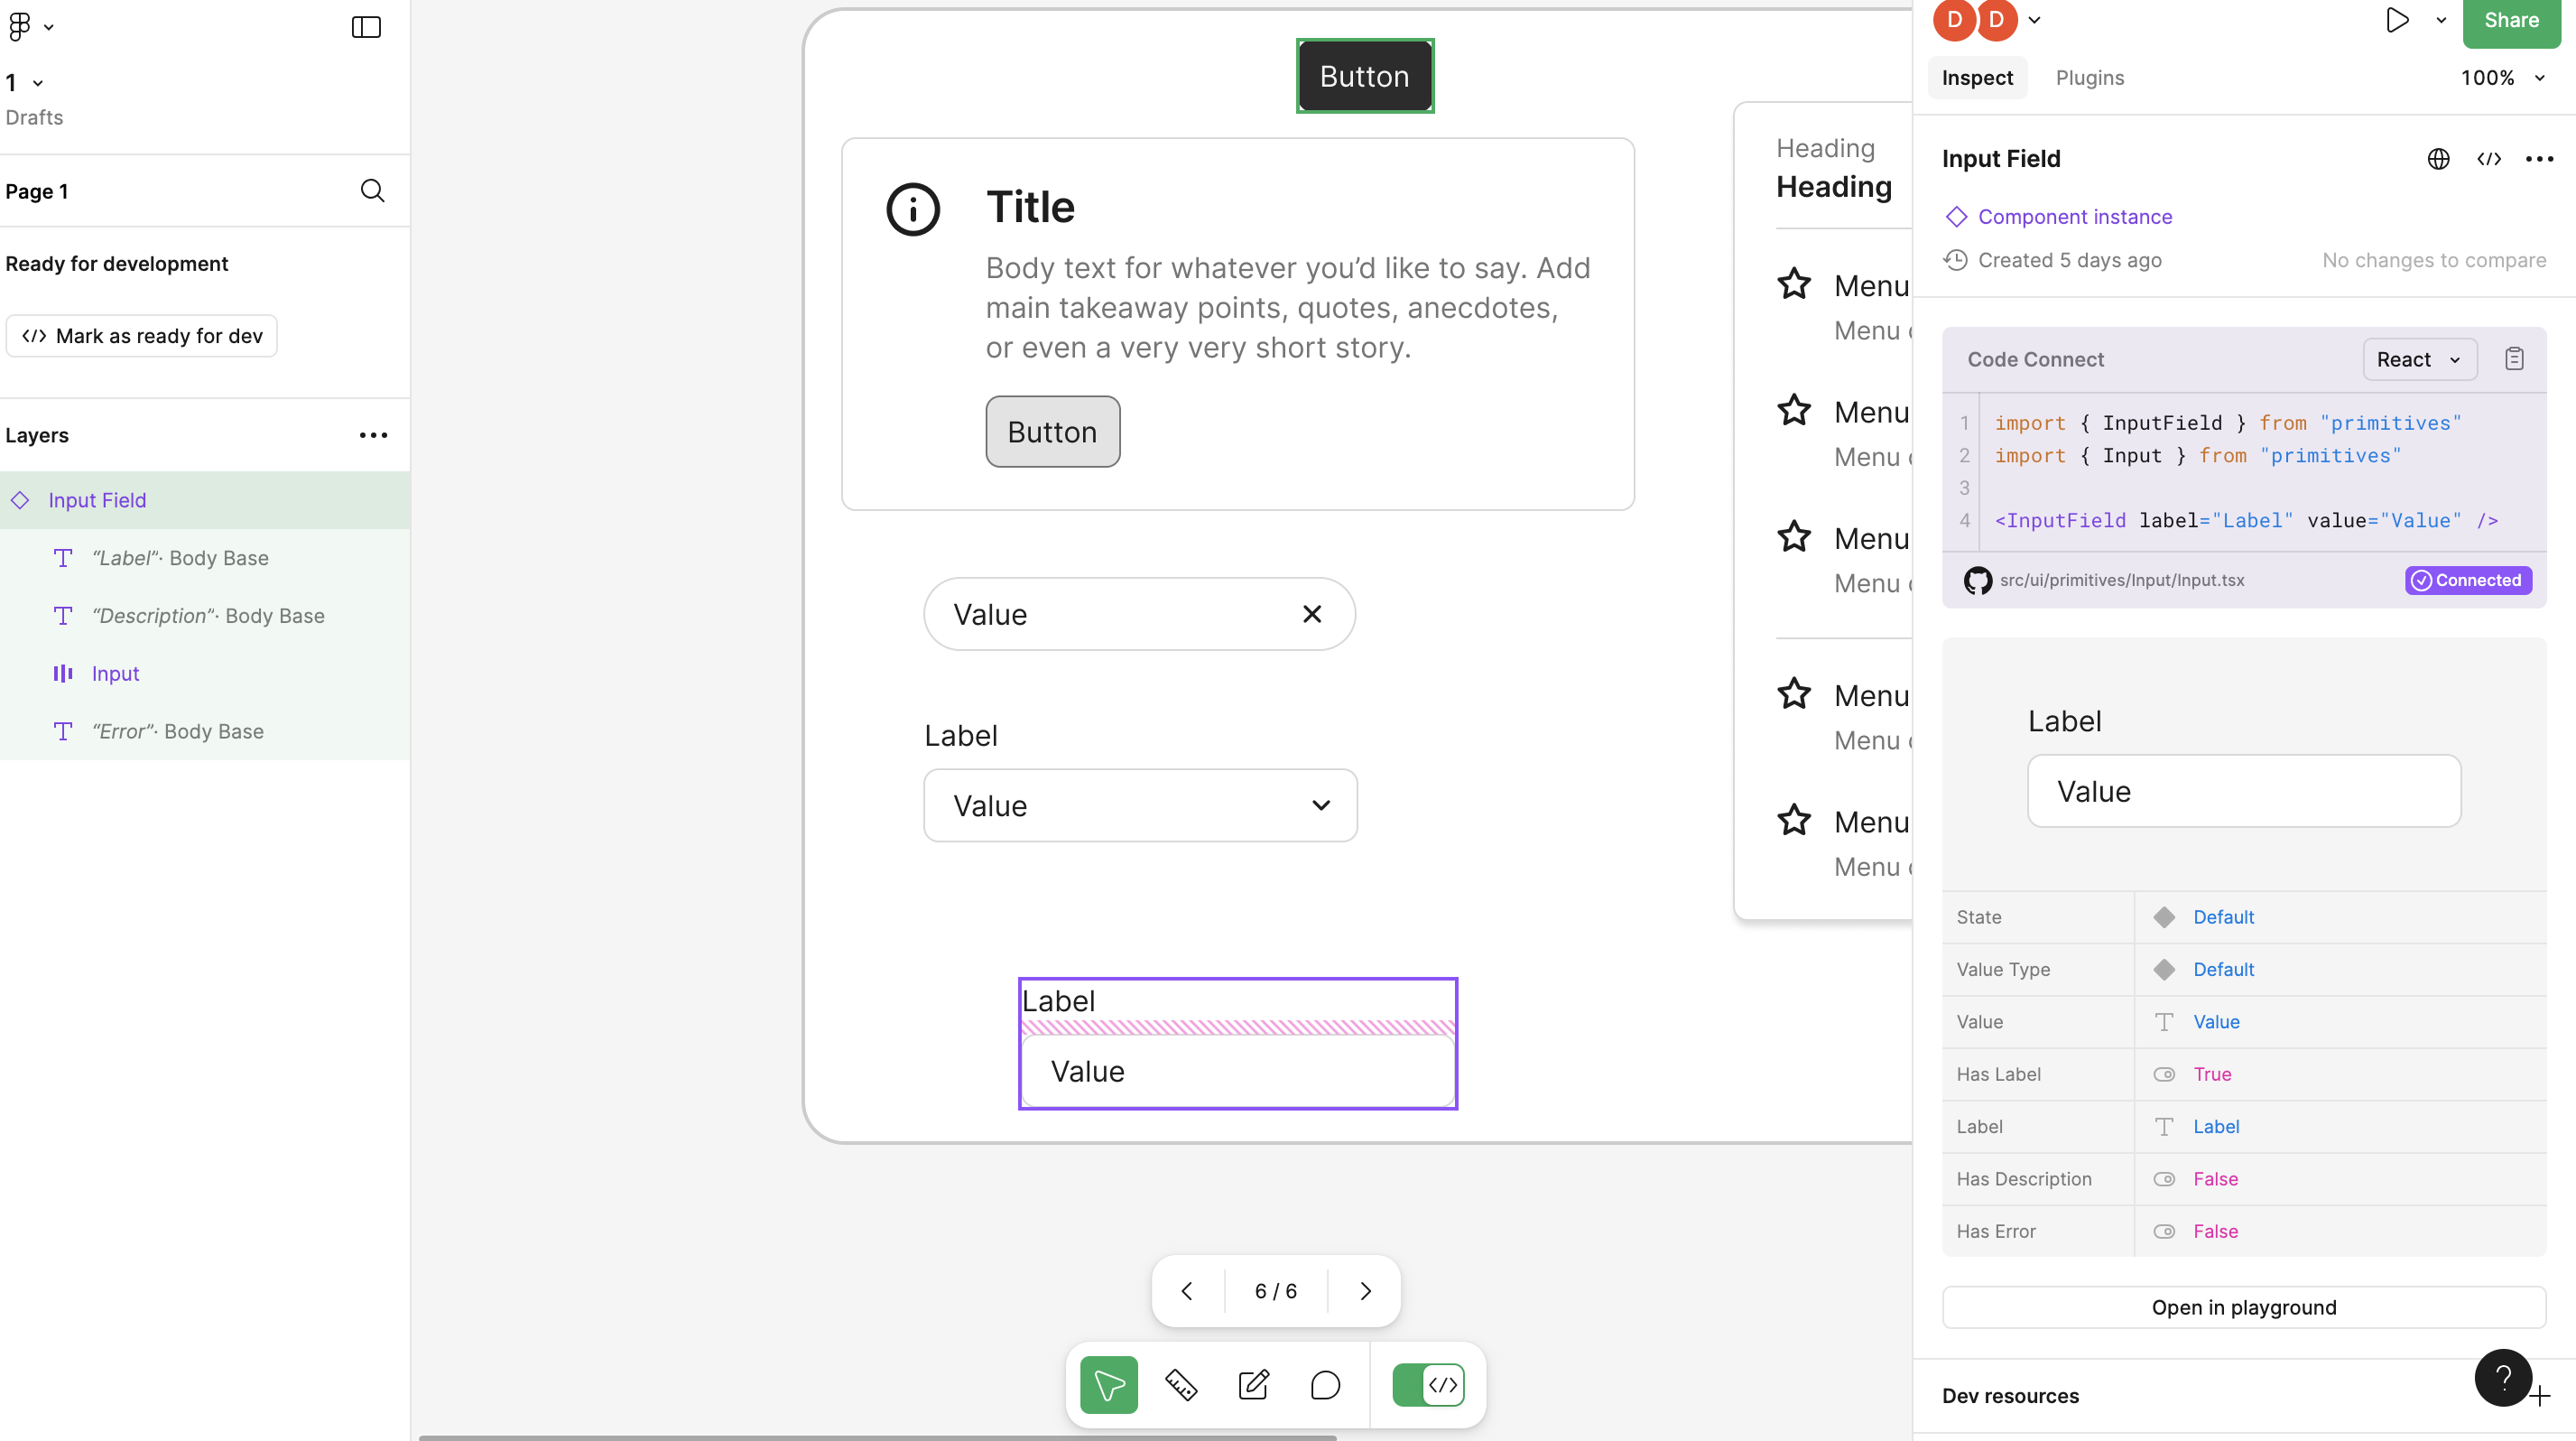 1
Drafts
Page 1
Ready for development
</> Mark as ready for dev
Layers
Input Field
“Label”· Body Base
“Description”· Body Base
Input
“Error”· Body Base
Button
Title
Body text for whatever you’d like to say. Add
main takeaway points, quotes, anecdotes,
or even a very very short story.
Button
Value
Label
Value
Label
Value
Heading
Heading
Menu
Menu
Menu
Menu
Menu
Menu
Menu
Menu
Menu
Menu
6 / 6
</>
D D
Share
Inspect Plugins 100%
Input Field </>
Component instance
Created 5 days ago No changes to compare
Code Connect React
1 import { InputField } from "primitives"
2 import { Input } from "primitives"
3
4 <InputField label="Label" value="Value" />
src/ui/primitives/Input/Input.tsx Connected
Label
Value
State Default
Value Type Default
Value Value
Has Label True
Label Label
Has Description False
Has Error False
Open in playground
Dev resources
?